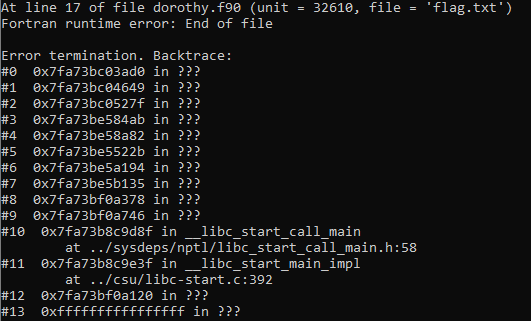 At line 17 of file dorothy.f90 (unit = 32610, file = 'flag.txt')
Fortran runtime error: End of file

Error termination. Backtrace:
#0  0x7fa73bc03ad0 in ???
#1  0x7fa73bc04649 in ???
#2  0x7fa73bc0527f in ???
#3  0x7fa73be584ab in ???
#4  0x7fa73be58a82 in ???
#5  0x7fa73be5522b in ???
#6  0x7fa73be5a194 in ???
#7  0x7fa73be5b135 in ???
#8  0x7fa73bf0a378 in ???
#9  0x7fa73bf0a746 in ???
#10  0x7fa73b8c9d8f in __libc_start_call_main
        at ../sysdeps/nptl/libc_start_call_main.h:58
#11  0x7fa73b8c9e3f in __libc_start_main_impl
        at ../csu/libc-start.c:392
#12  0x7fa73bf0a120 in ???
#13  0xffffffffffffffff in ???